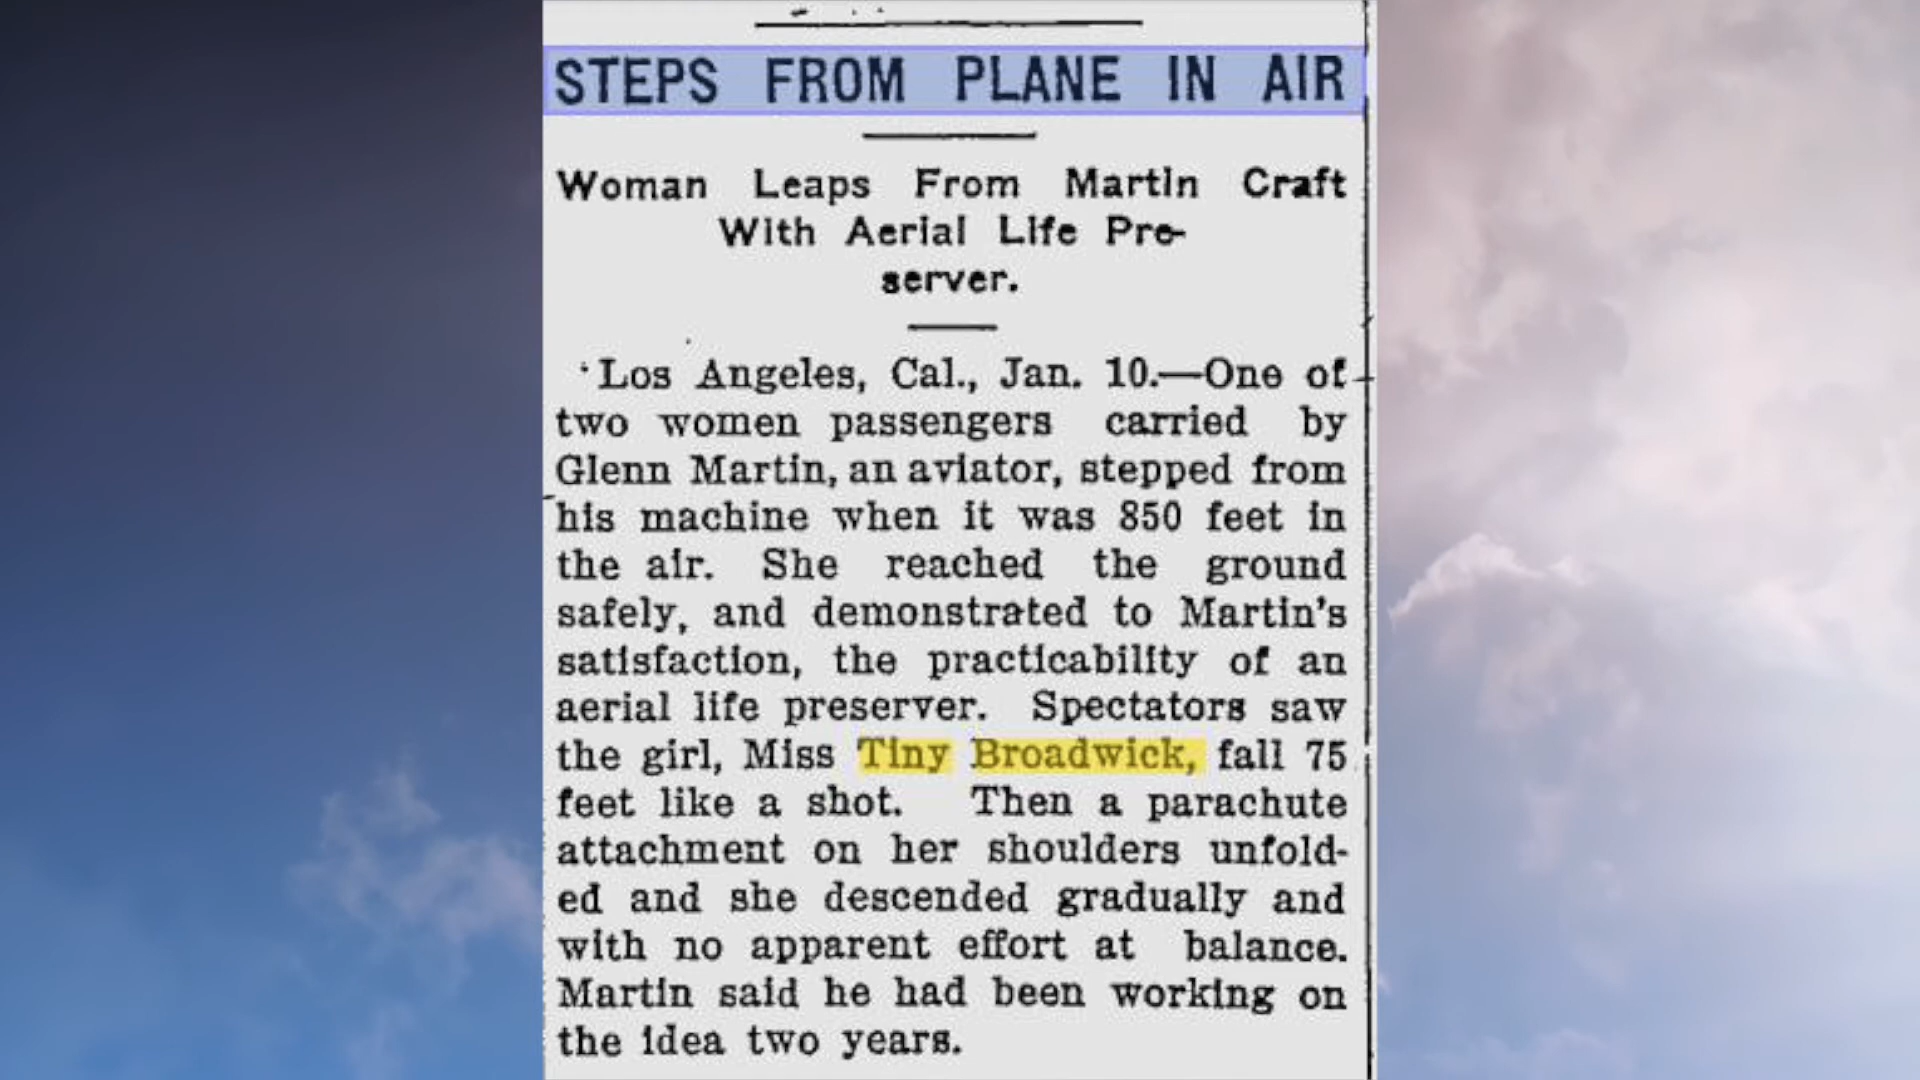 STEPS FROM PLANE IN AIR
Woman Leaps From Martin Craft
With Aerial Life Pre-
server.
Los Angeles, Cal., Jan. 10.—One of
two women passengers carried by
Glenn Martin, an aviator, stepped from
his machine when it was 850 feet in
the air. She reached the ground
safely, and demonstrated to Martin's
satisfaction, the practicability of an
aerial life preserver. Spectators saw
the girl, Miss Tiny Broadwick, fall 75
feet like a shot. Then a parachute
attachment on her shoulders unfold-
ed and she descended gradually and
with no apparent effort at balance.
Martin said he had been working on
the idea two years.